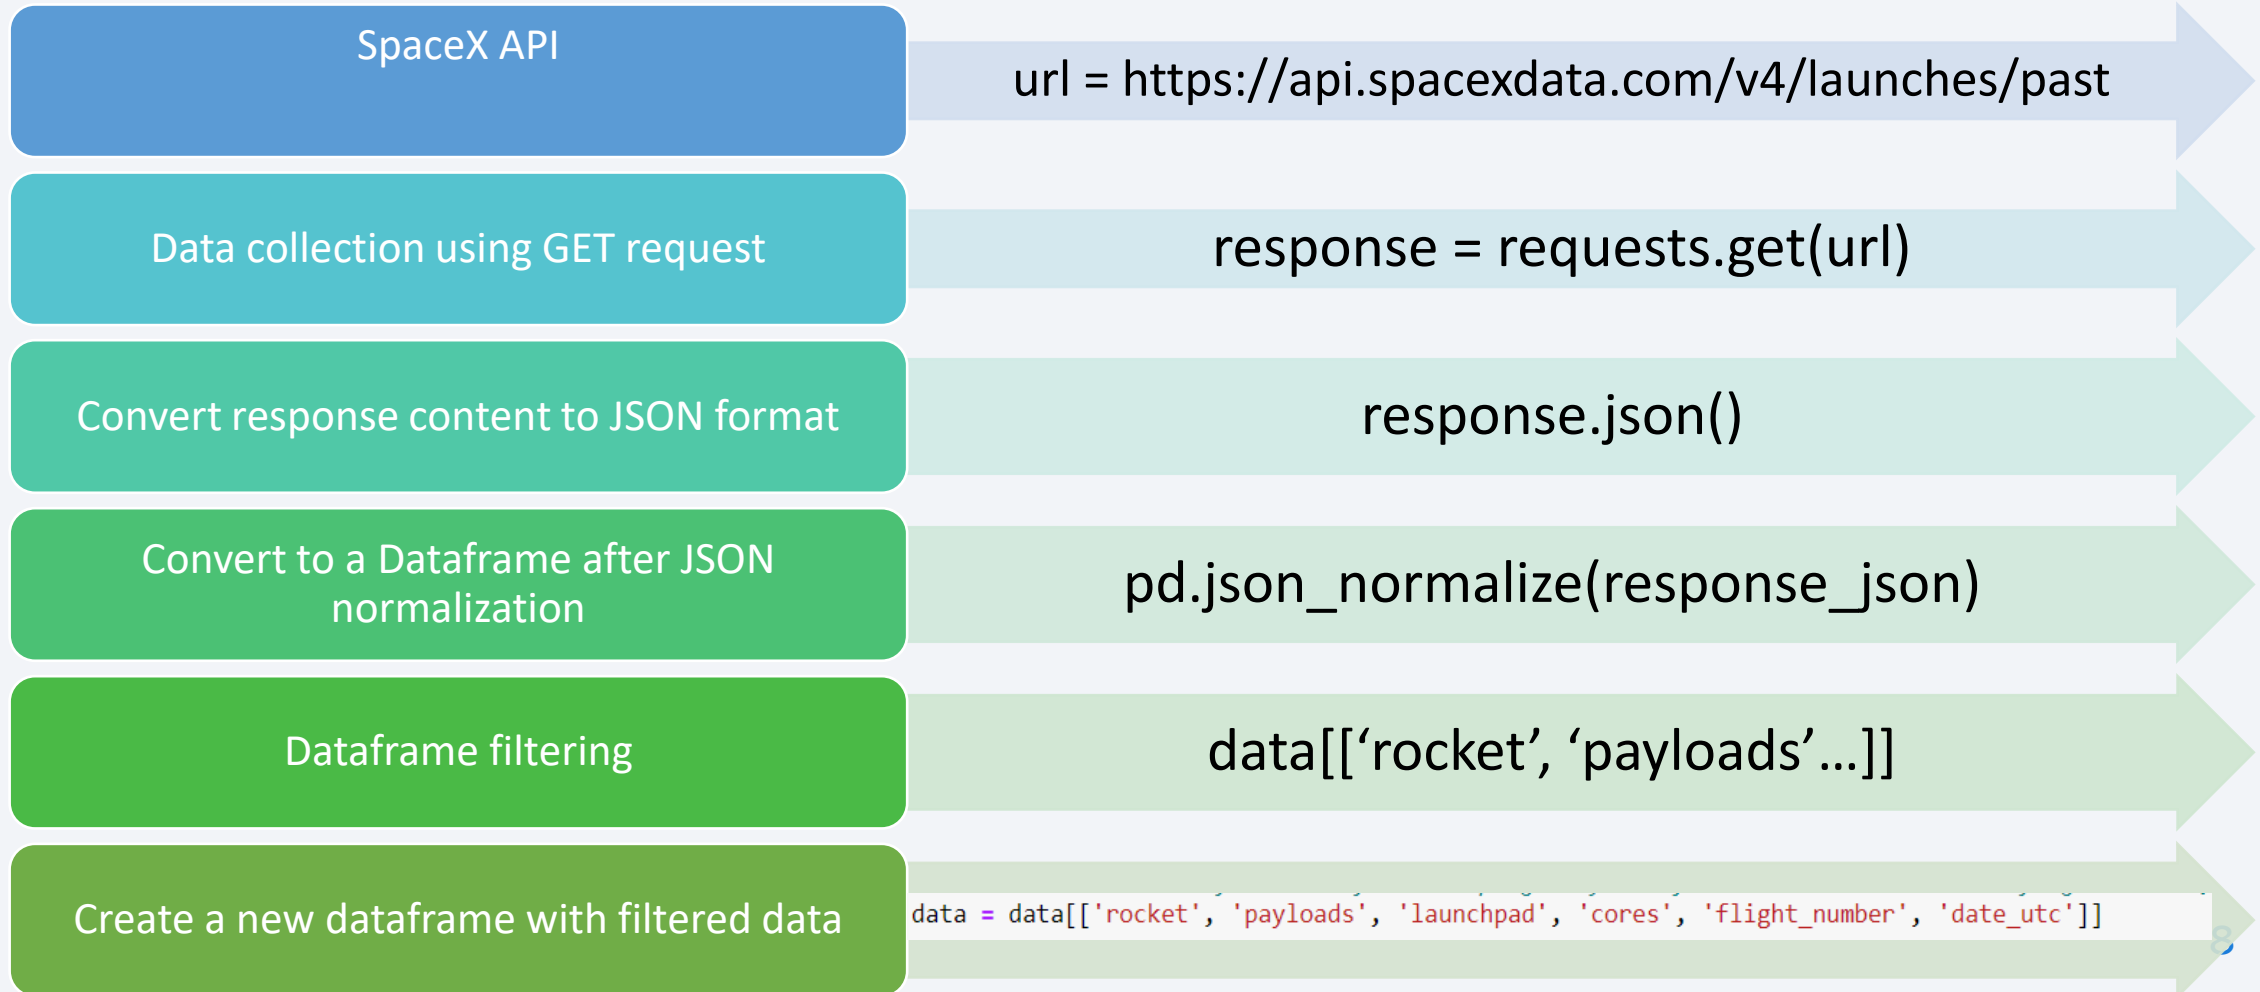 SpaceX API
url = https://api.spacexdata.com/v4/launches/past
Data collection using GET request
response = requests.get(url)
Convert response content to JSON format
response.json()
Convert to a Dataframe after JSON
normalization
pd.json_normalize(response_json)
Dataframe filtering
data[[‘rocket’, ‘payloads’…]]
Create a new dataframe with filtered data
data = data[['rocket', 'payloads', 'launchpad', 'cores', 'flight_number', 'date_utc']]
8